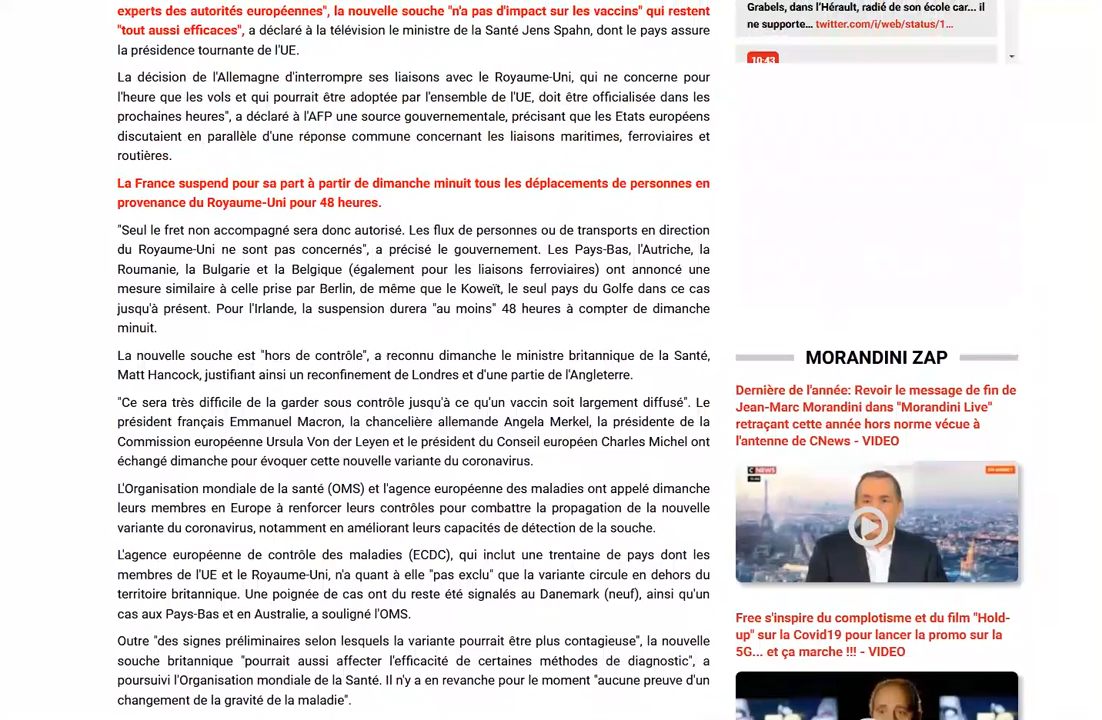 experts des autorités européennes", la nouvelle souche "n'a pas d'impact sur les vaccins" qui restent
"tout aussi efficaces", a déclaré à la télévision le ministre de la Santé Jens Spahn, dont le pays assure
la présidence tournante de l'UE.
La décision de l'Allemagne d'interrompre ses liaisons avec le Royaume-Uni, qui ne concerne pour
l'heure que les vols et qui pourrait être adoptée par l'ensemble de l'UE, doit être officialisée dans les
prochaines heures", a déclaré à l'AFP une source gouvernementale, précisant que les Etats européens
discutaient en parallèle d'une réponse commune concernant les liaisons maritimes, ferroviaires et
routières.
La France suspend pour sa part à partir de dimanche minuit tous les déplacements de personnes en
provenance du Royaume-Uni pour 48 heures.
"Seul le fret non accompagné sera donc autorisé. Les flux de personnes ou de transports en direction
du Royaume-Uni ne sont pas concernés", a précisé le gouvernement. Les Pays-Bas, l'Autriche, la
Roumanie, la Bulgarie et la Belgique (également pour les liaisons ferroviaires) ont annoncé une
mesure similaire à celle prise par Berlin, de même que le Koweït, le seul pays du Golfe dans ce cas
jusqu'à présent. Pour l'Irlande, la suspension durera "au moins" 48 heures à compter de dimanche
minuit.
La nouvelle souche est "hors de contrôle", a reconnu dimanche le ministre britannique de la Santé,
Matt Hancock, justifiant ainsi un reconfinement de Londres et d'une partie de l'Angleterre.
"Ce sera très difficile de la garder sous contrôle jusqu'à ce qu'un vaccin soit largement diffusé". Le
président français Emmanuel Macron, la chancelière allemande Angela Merkel, la présidente de la
Commission européenne Ursula Von der Leyen et le président du Conseil européen Charles Michel ont
échangé dimanche pour évoquer cette nouvelle variante du coronavirus.
L'Organisation mondiale de la santé (OMS) et l'agence européenne des maladies ont appelé dimanche
leurs membres en Europe à renforcer leurs contrôles pour combattre la propagation de la nouvelle
variante du coronavirus, notamment en améliorant leurs capacités de détection de la souche.
L'agence européenne de contrôle des maladies (ECDC), qui inclut une trentaine de pays dont les
membres de l'UE et le Royaume-Uni, n'a quant à elle "pas exclu" que la variante circule en dehors du
territoire britannique. Une poignée de cas ont du reste été signalés au Danemark (neuf), ainsi qu'un
cas aux Pays-Bas et en Australie, a souligné l'OMS.
Outre "des signes préliminaires selon lesquels la variante pourrait être plus contagieuse", la nouvelle
souche britannique "pourrait aussi affecter l'efficacité de certaines méthodes de diagnostic", a
poursuivi l'Organisation mondiale de la Santé. Il n'y a en revanche pour le moment "aucune preuve d'un
changement de la gravité de la maladie".
Grabels, dans l'Hérault, radié de son école car... il
ne supporte… twitter.com/i/web/status/1…
10:43
MORANDINI ZAP
Dernière de l'année: Revoir le message de fin de
Jean-Marc Morandini dans "Morandini Live"
retraçant cette année hors norme vécue à
l'antenne de CNews - VIDEO
CNEWS
Free s'inspire du complotisme et du film "Hold-
up" sur la Covid19 pour lancer la promo sur la
5G... et ça marche !!! - VIDEO